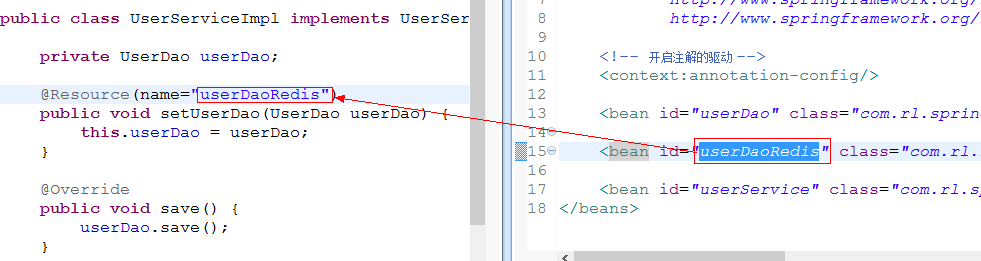 public class UserServiceImpl implements UserSer
private UserDao userDao;
@Resource(name="userDaoRedis")
public void setUserDao(UserDao userDao) {
this.userDao = userDao;
}
@Override
public void save() {
userDao.save();
}
7 http://www.springframework.org/
8 http://www.springframework.org/
9
10 <!-- 开启注解的驱动 -->
11 <context:annotation-config/>
12
13 <bean id="userDao" class="com.rl.sprin
14
15 <bean id="userDaoRedis" class="com.
16
17 <bean id="userService" class="com.rl.sp
18 </beans>